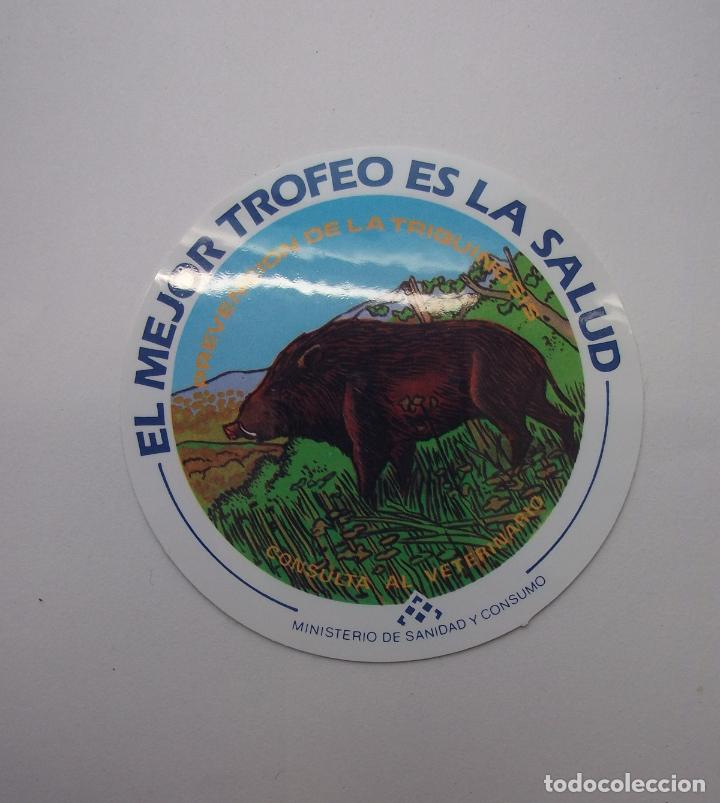 EL MEJOR TROFEO ES LA SALUD
PREVENCION DE LA TRIQUINOSIS
CONSULTA AL VETERINARIO
MINISTERIO DE SANIDAD Y CONSUMO
todocoleccion